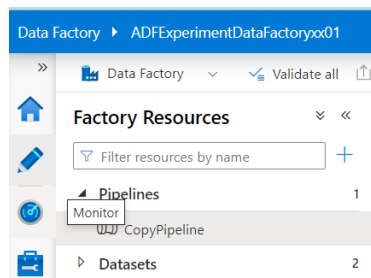 Data Factory ADFExperimentDataFactoryxx01
Data Factory Validate all
Factory Resources
Filter resources by name
Pipelines 1
Monitor
CopyPipeline
Datasets 2